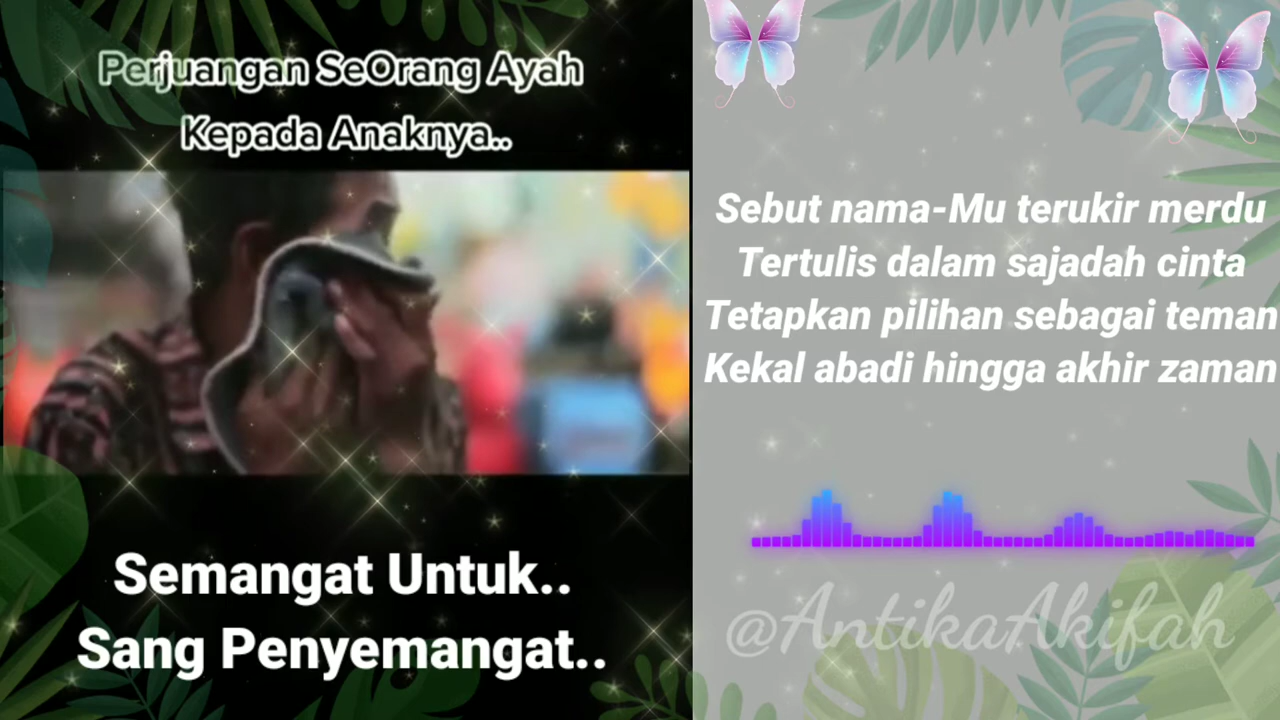 Perjuangan SeOrang Ayah
Kepada Anaknya..
Semangat Untuk..
Sang Penyemangat..
Sebut nama-Mu terukir merdu
Tertulis dalam sajadah cinta
Tetapkan pilihan sebagai teman
Kekal abadi hingga akhir zaman
@AntikaAkifah